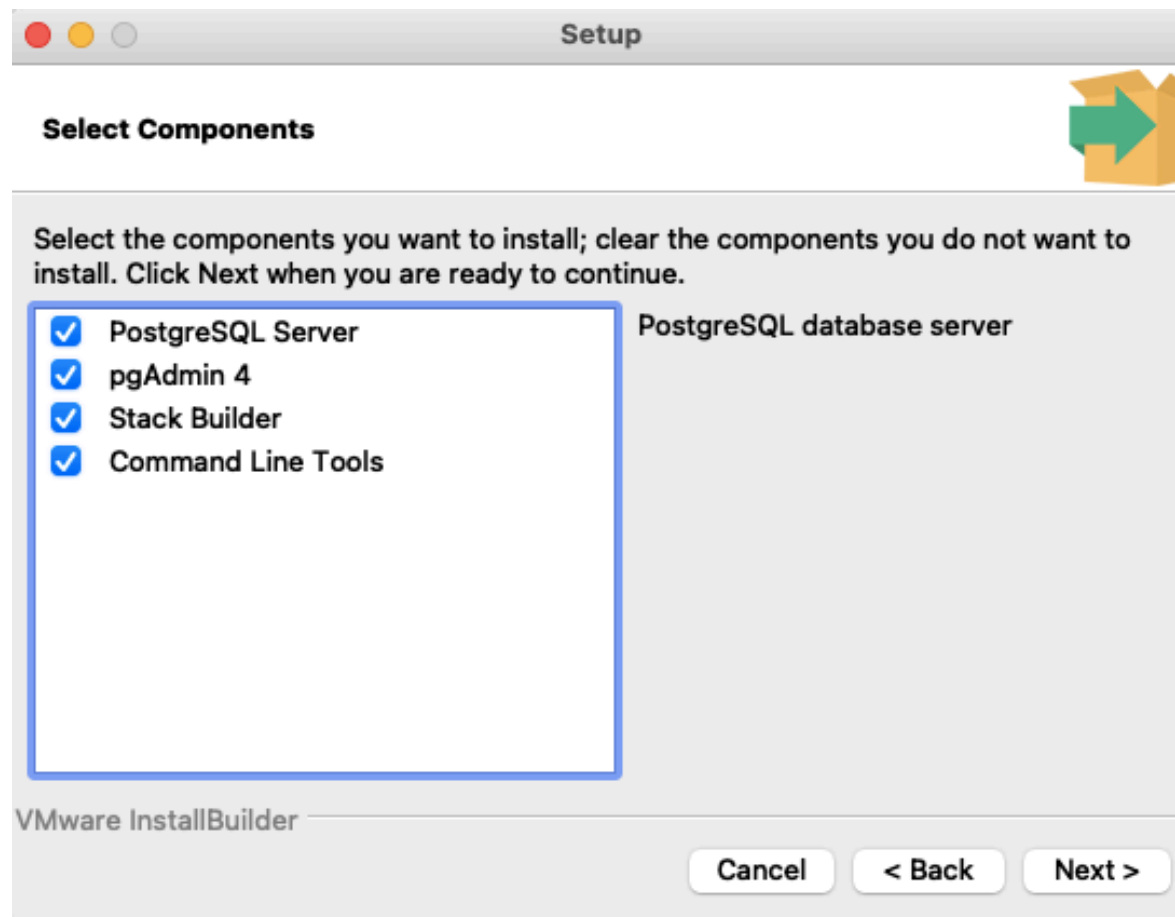 Setup
Select Components
Select the components you want to install; clear the components you do not want to
install. Click Next when you are ready to continue.
PostgreSQL Server
pgAdmin 4
Stack Builder
Command Line Tools
PostgreSQL database server
VMware InstallBuilder
Cancel
< Back
Next >